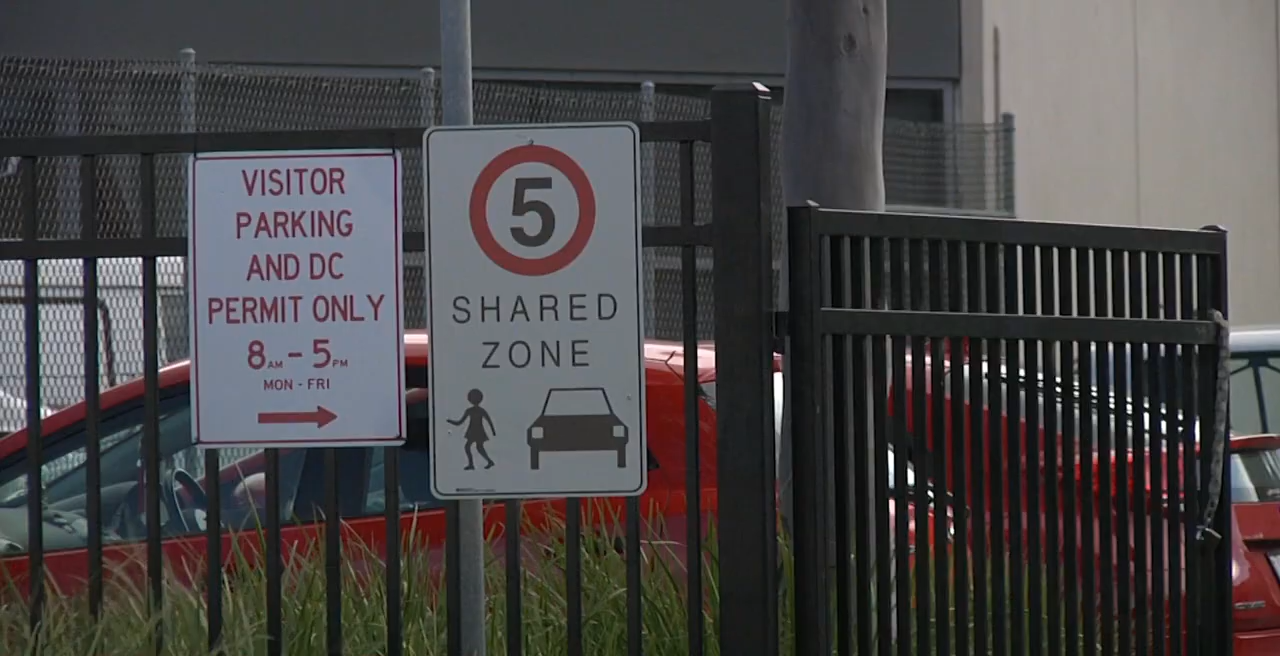 VISITOR
PARKING
AND DC
PERMIT ONLY
8AM - 5PM
MON - FRI
5
SHARED
ZONE